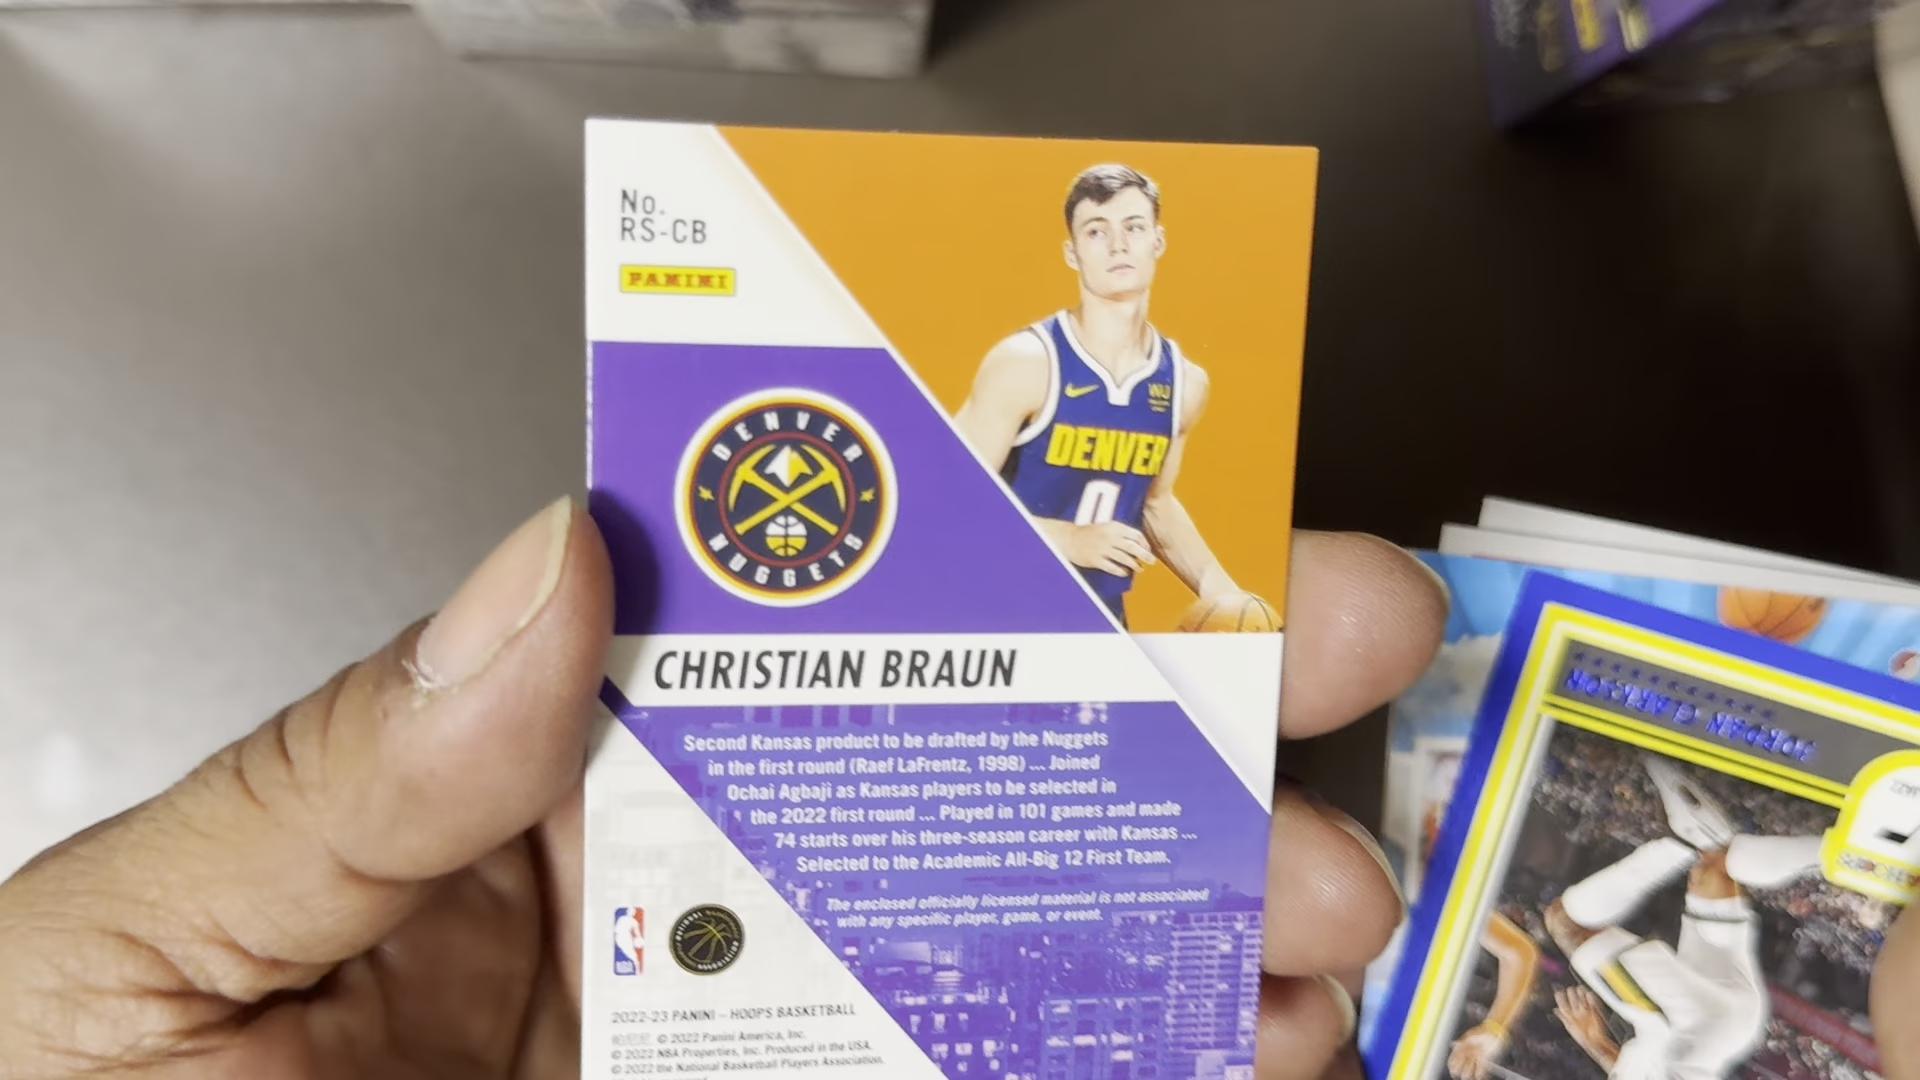 No.
RS-CB
PANINI
DENVER
NUGGETS
DENVER
0
CHRISTIAN BRAUN
Second Kansas product to be drafted by the Nuggets
in the first round (Raef LaFrentz, 1998) ... Joined
Ochai Agbaji as Kansas players to be selected in
the 2022 first round ... Played in 101 games and made
74 starts over his three-season career with Kansas ...
Selected to the Academic All-Big 12 First Team.
The enclosed officially licensed material is not associated
with any specific player, game, or event.
2022-23 PANINI – HOOPS BASKETBALL
© 2022 Panini America, Inc.
© 2022 NBA Properties, Inc. Produced in the USA.
© 2022 the National Basketball Players Association.
JORDAN CLARKSON